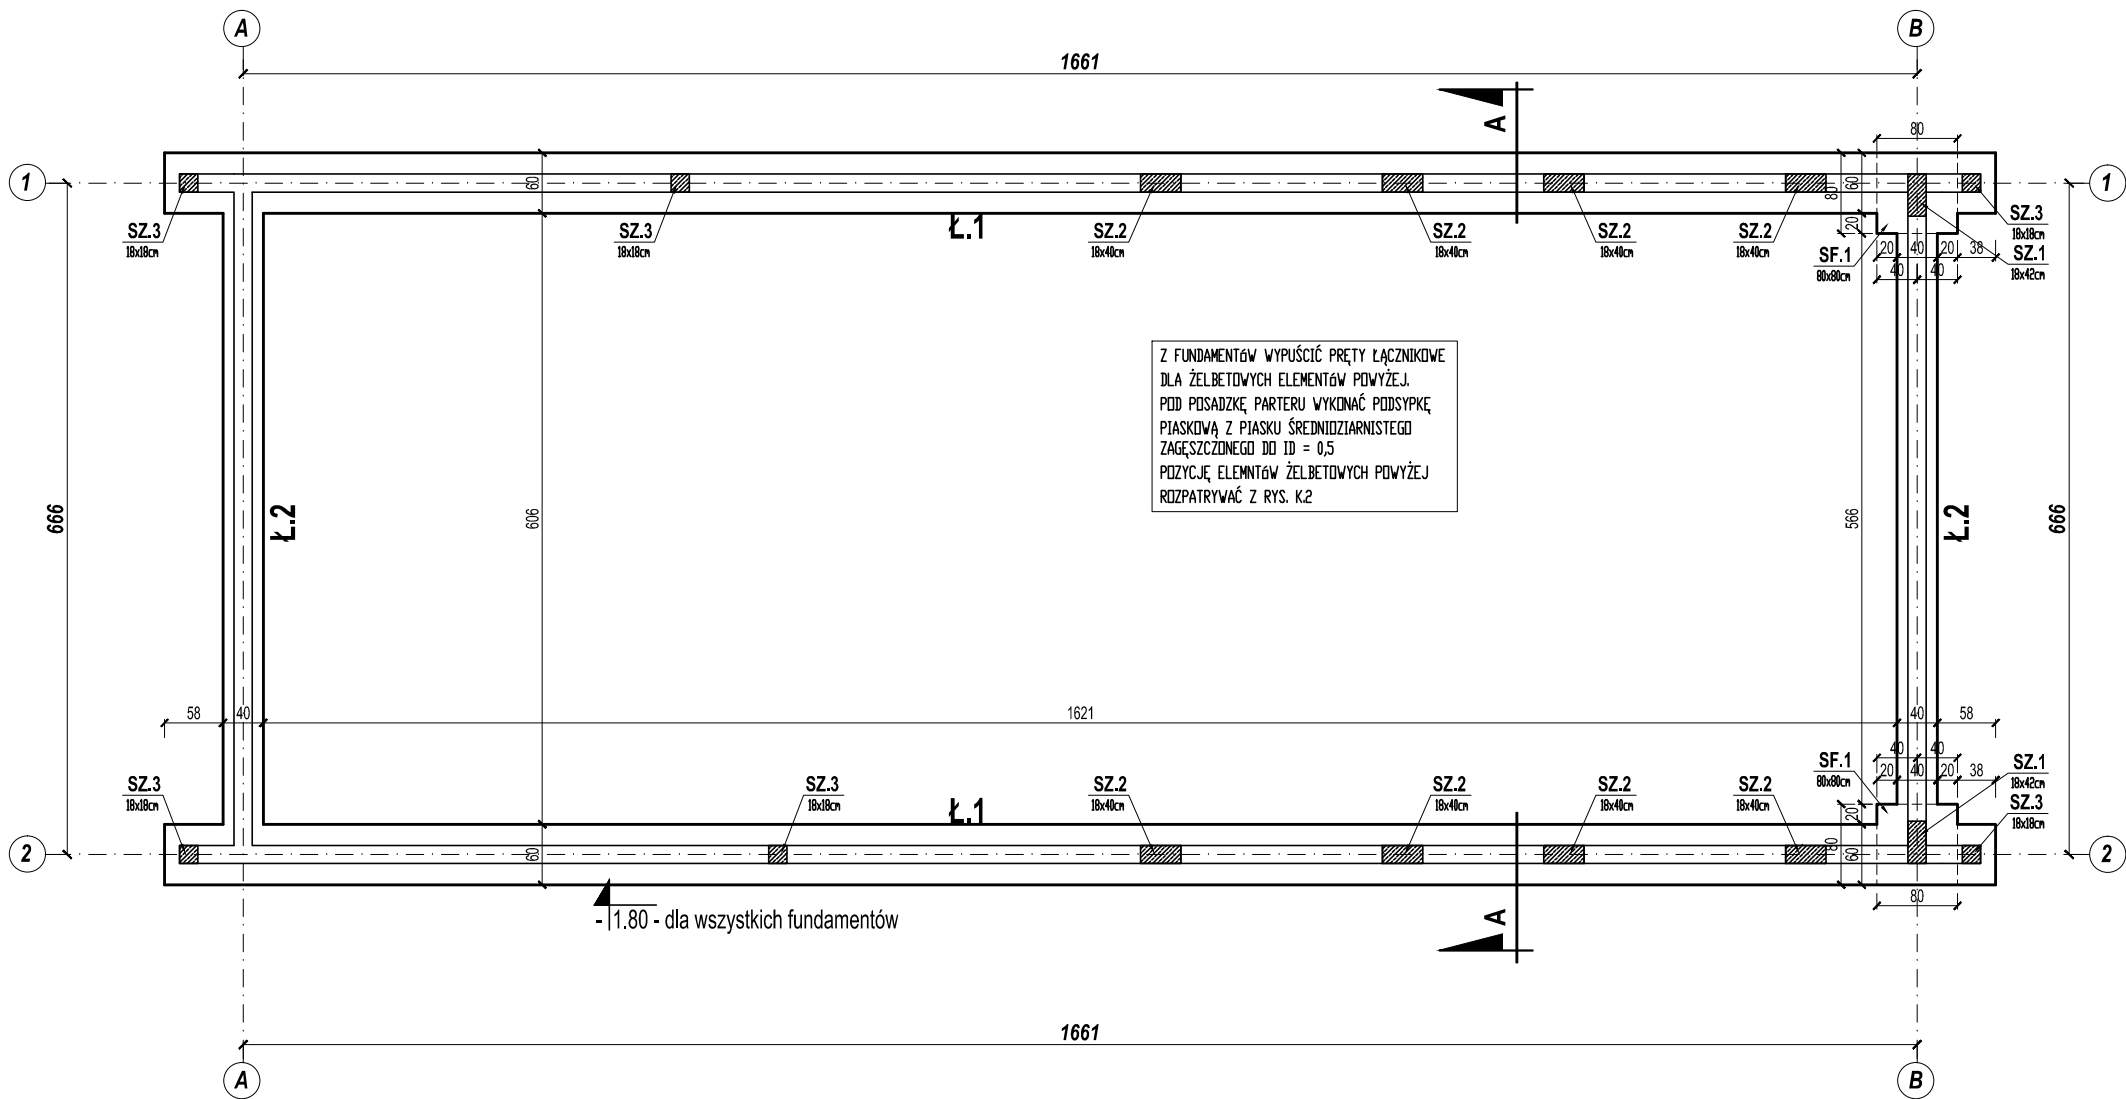 A
B
1661
A
80
1
60
80
60
1
20
SZ.3
18x18cm
SZ.3
18x18cm
Ł.1
SZ.2
18x40cm
SZ.2
18x40cm
SZ.2
18x40cm
SZ.2
18x40cm
SF.1
80x80cm
20
40
20
38
40
40
SZ.3
18x18cm
SZ.1
18x42cm
Z FUNDAMENTÓW WYPUŚCIĆ PRĘTY ŁĄCZNIKOWE
DLA ŻELBETOWYCH ELEMENTÓW POWYŻEJ.
POD POSADZKĘ PARTERU WYKONAĆ PODSYPKĘ
PIASKOWĄ Z PIASKU ŚREDNIOZIARNISTEGO
ZAGĘSZCZONEGO DO ID = 0,5
POZYCJĘ ELEMNTÓW ŻELBETOWYCH POWYŻEJ
ROZPATRYWAĆ Z RYS. K.2
666
Ł.2
606
566
Ł.2
666
58
40
1621
40
58
40
40
20
40
20
38
SZ.3
18x18cm
SZ.3
18x18cm
Ł.1
SZ.2
18x40cm
SZ.2
18x40cm
SZ.2
18x40cm
SZ.2
18x40cm
SF.1
80x80cm
SZ.1
18x42cm
SZ.3
18x18cm
20
2
60
80
60
2
80
- 1.80 - dla wszystkich fundamentów
A
1661
A
B